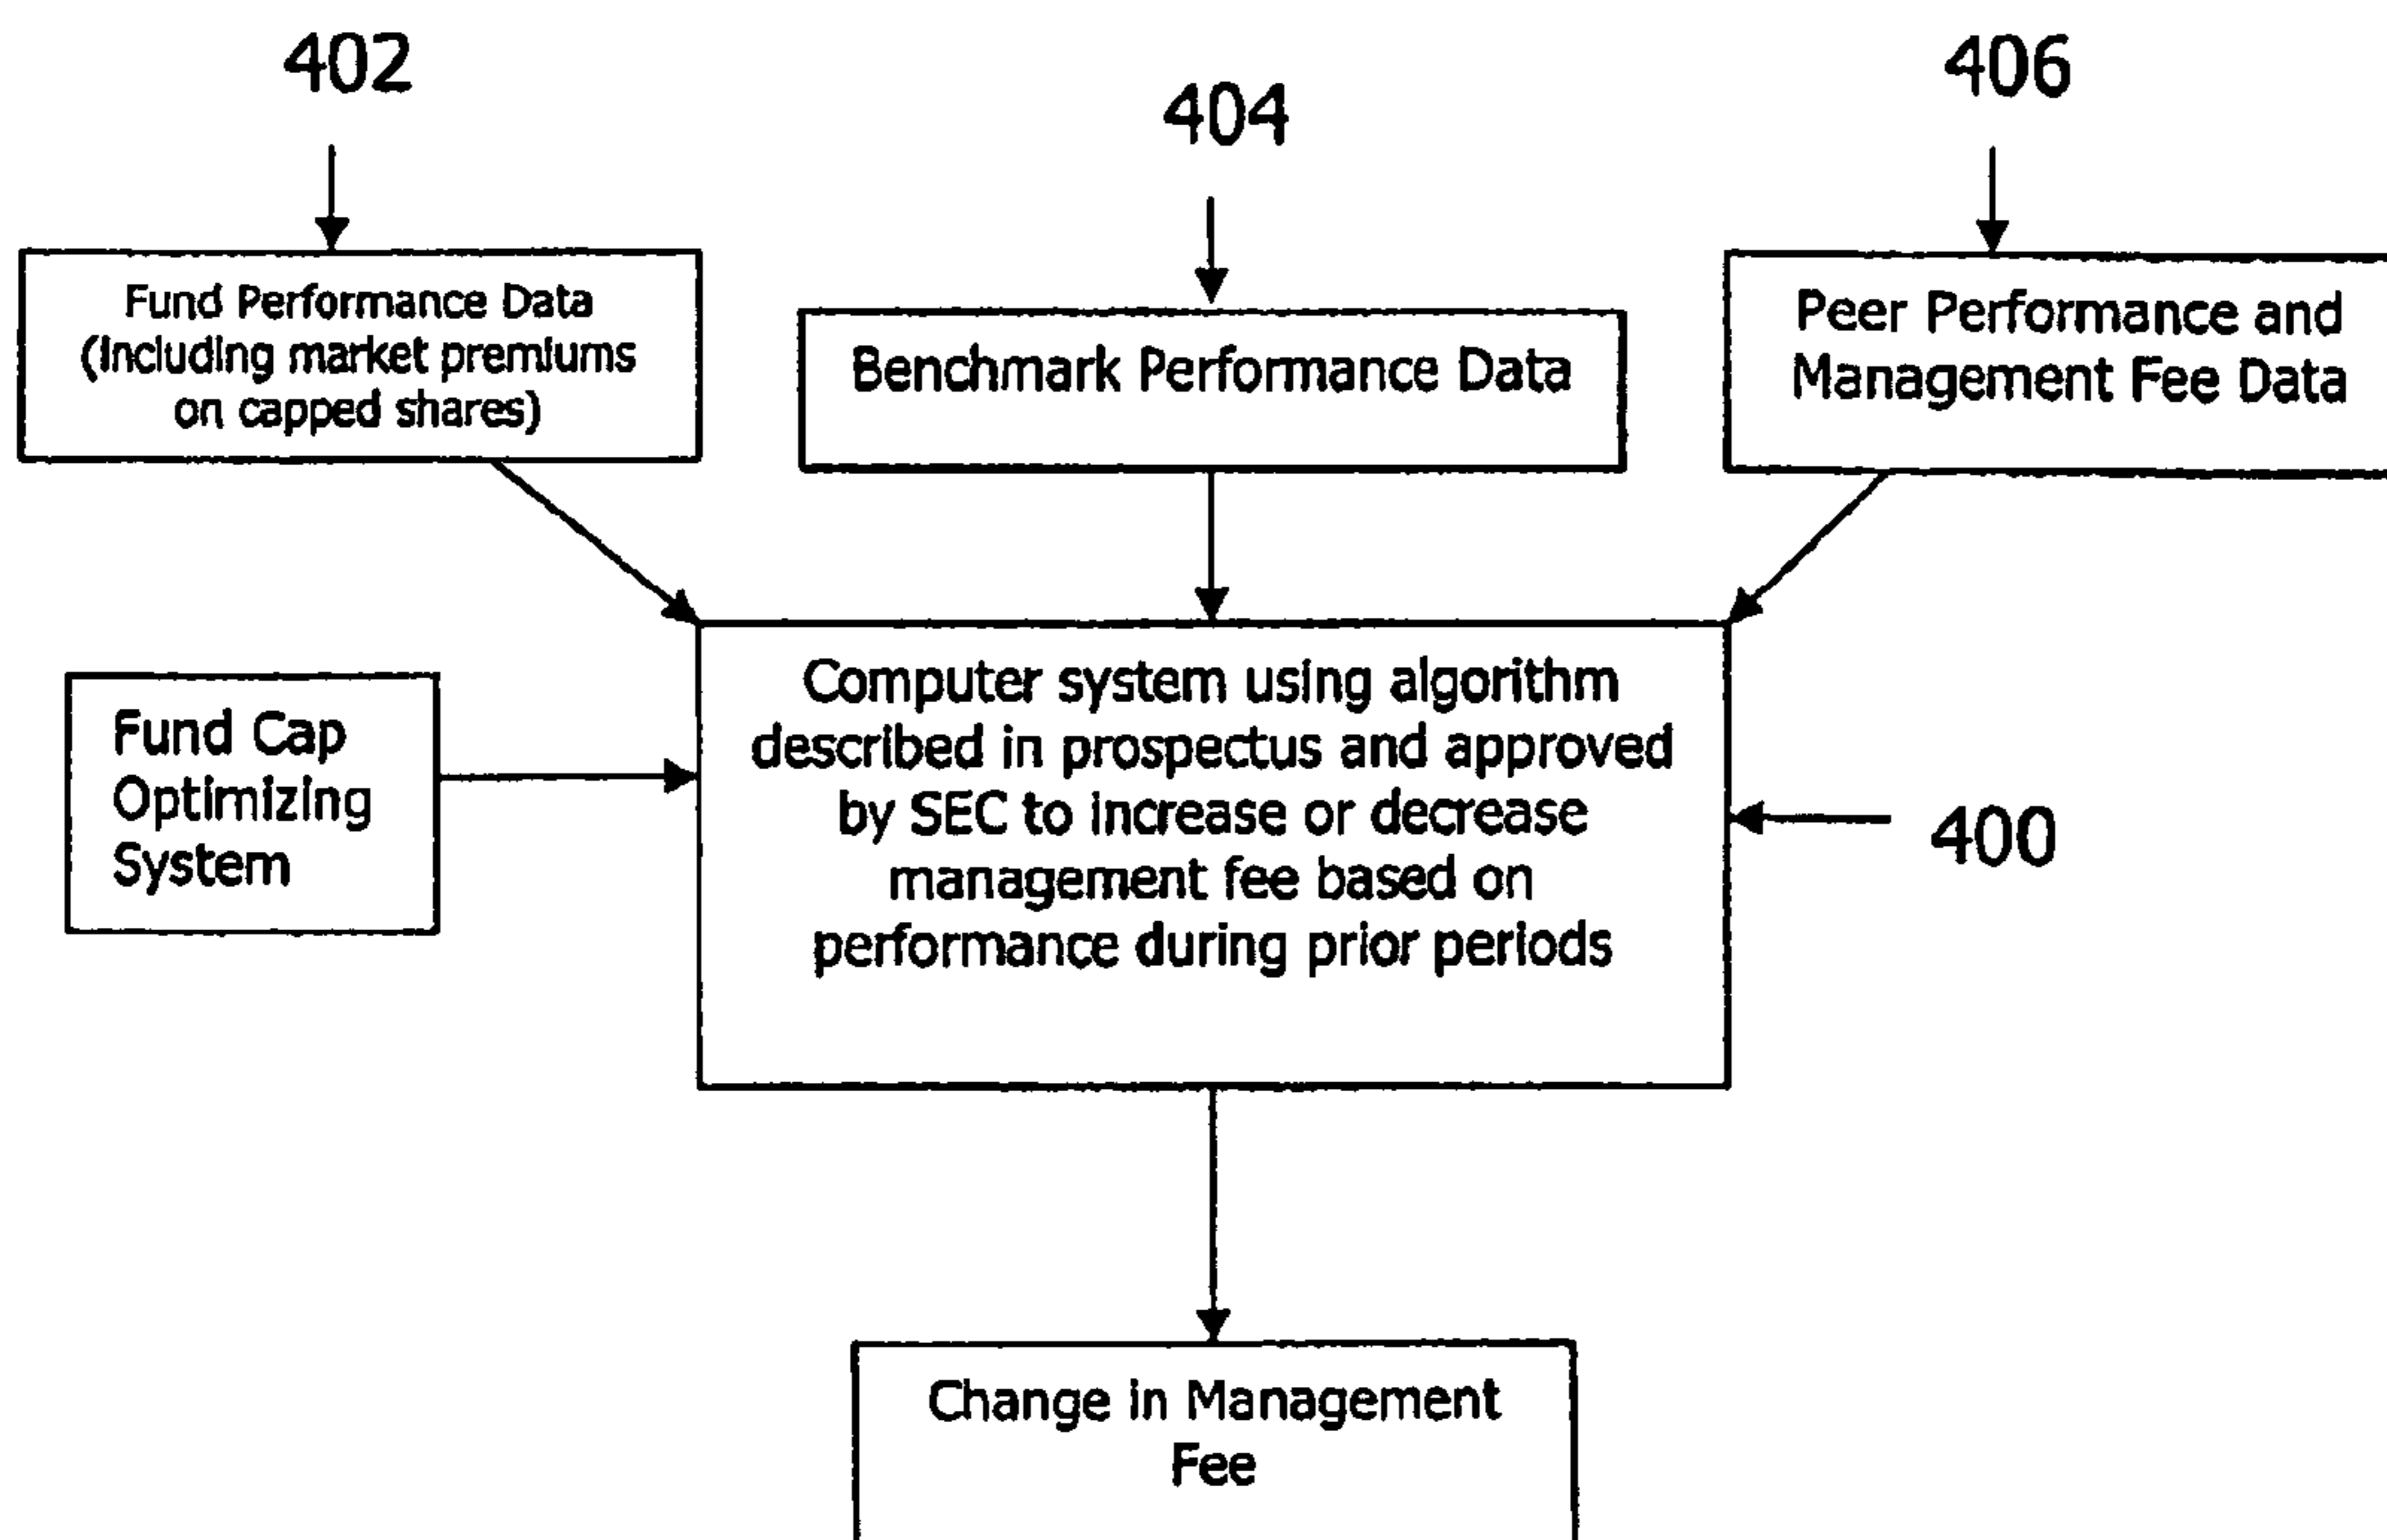 402
404
406
Fund Performance Data
(including market premiums
on capped shares)
Benchmark Performance Data
Peer Performance and
Management Fee Data
Fund Cap
Optimizing
System
Computer system using algorithm
described in prospectus and approved
by SEC to increase or decrease
management fee based on
performance during prior periods
400
Change in Management
Fee